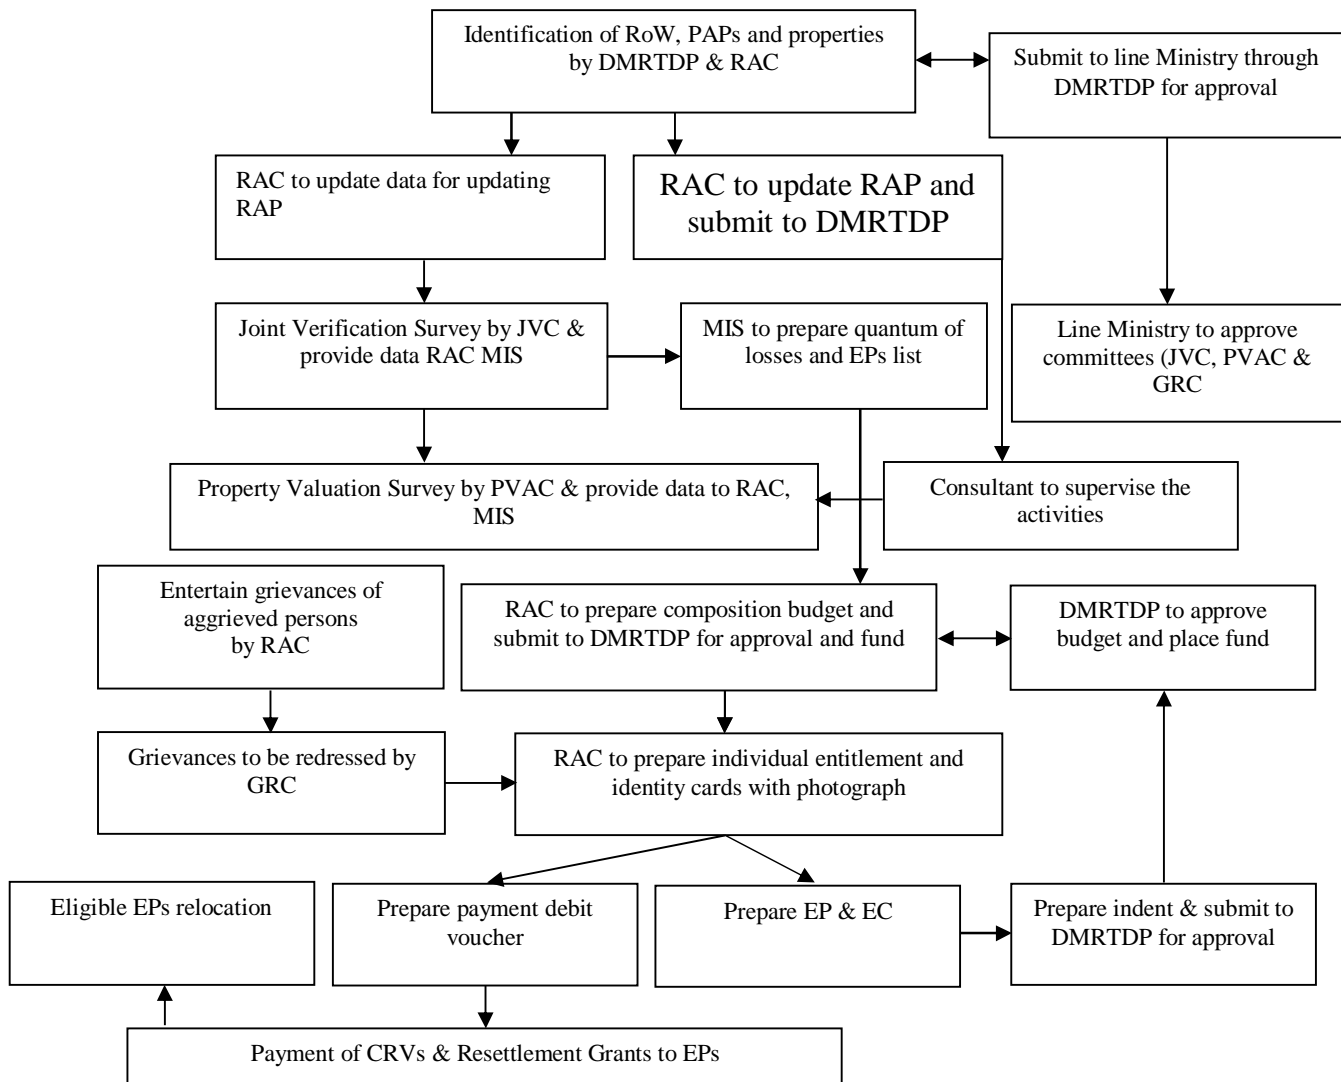 Identification of RoW, PAPs and properties
by DMRTDP & RAC
Submit to line Ministry through
DMRTDP for approval
RAC to update data for updating
RAP
RAC to update RAP and
submit to DMRTDP
Joint Verification Survey by JVC &
provide data RAC MIS
MIS to prepare quantum of
losses and EPs list
Line Ministry to approve
committees (JVC, PVAC &
GRC
Property Valuation Survey by PVAC & provide data to RAC,
MIS
Consultant to supervise the
activities
Entertain grievances of
aggrieved persons
by RAC
RAC to prepare composition budget and
submit to DMRTDP for approval and fund
DMRTDP to approve
budget and place fund
Grievances to be redressed by
GRC
RAC to prepare individual entitlement and
identity cards with photograph
Eligible EPs relocation
Prepare payment debit
voucher
Prepare EP & EC
Prepare indent & submit to
DMRTDP for approval
Payment of CRVs & Resettlement Grants to EPs